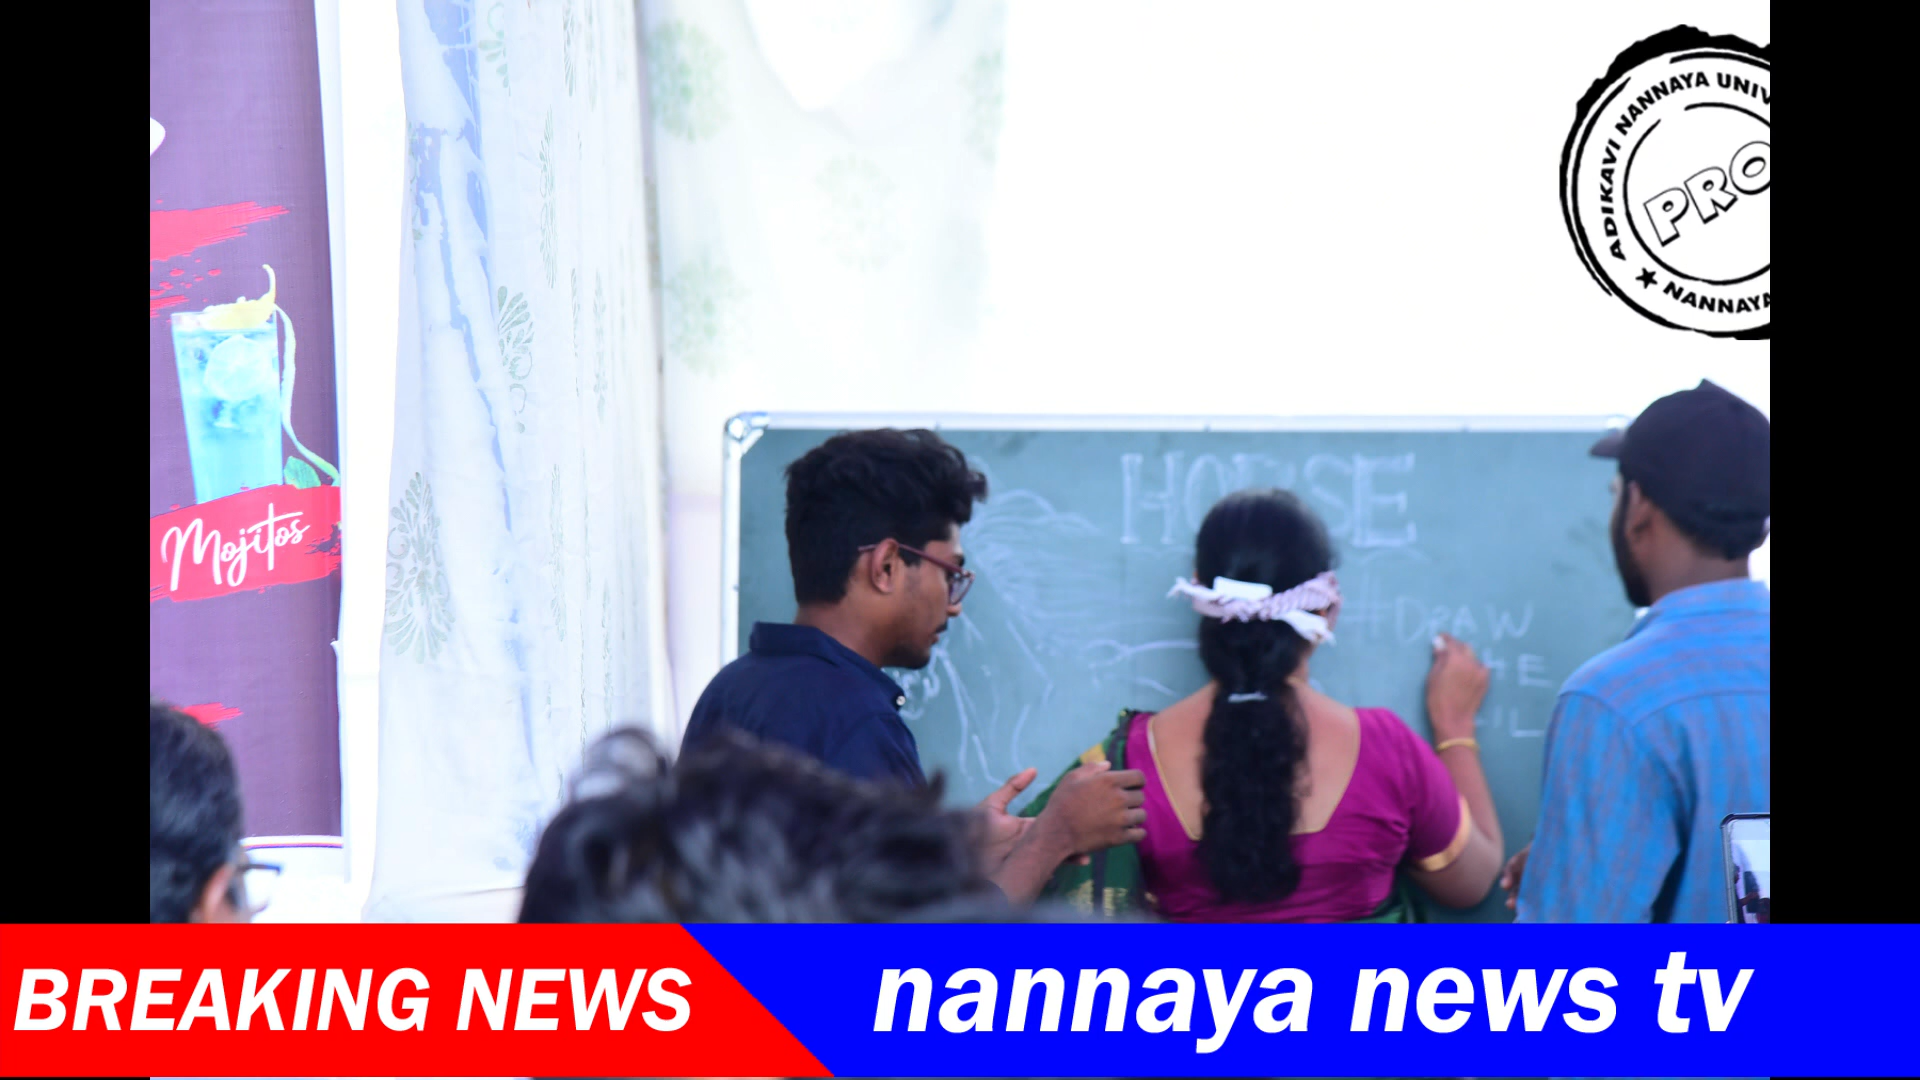 ADIKAVI NANNAYA UNIV
PRO
★ NANNAYA
Mojitos
HORSE
#DRAW
BREAKING NEWS
nannaya news tv